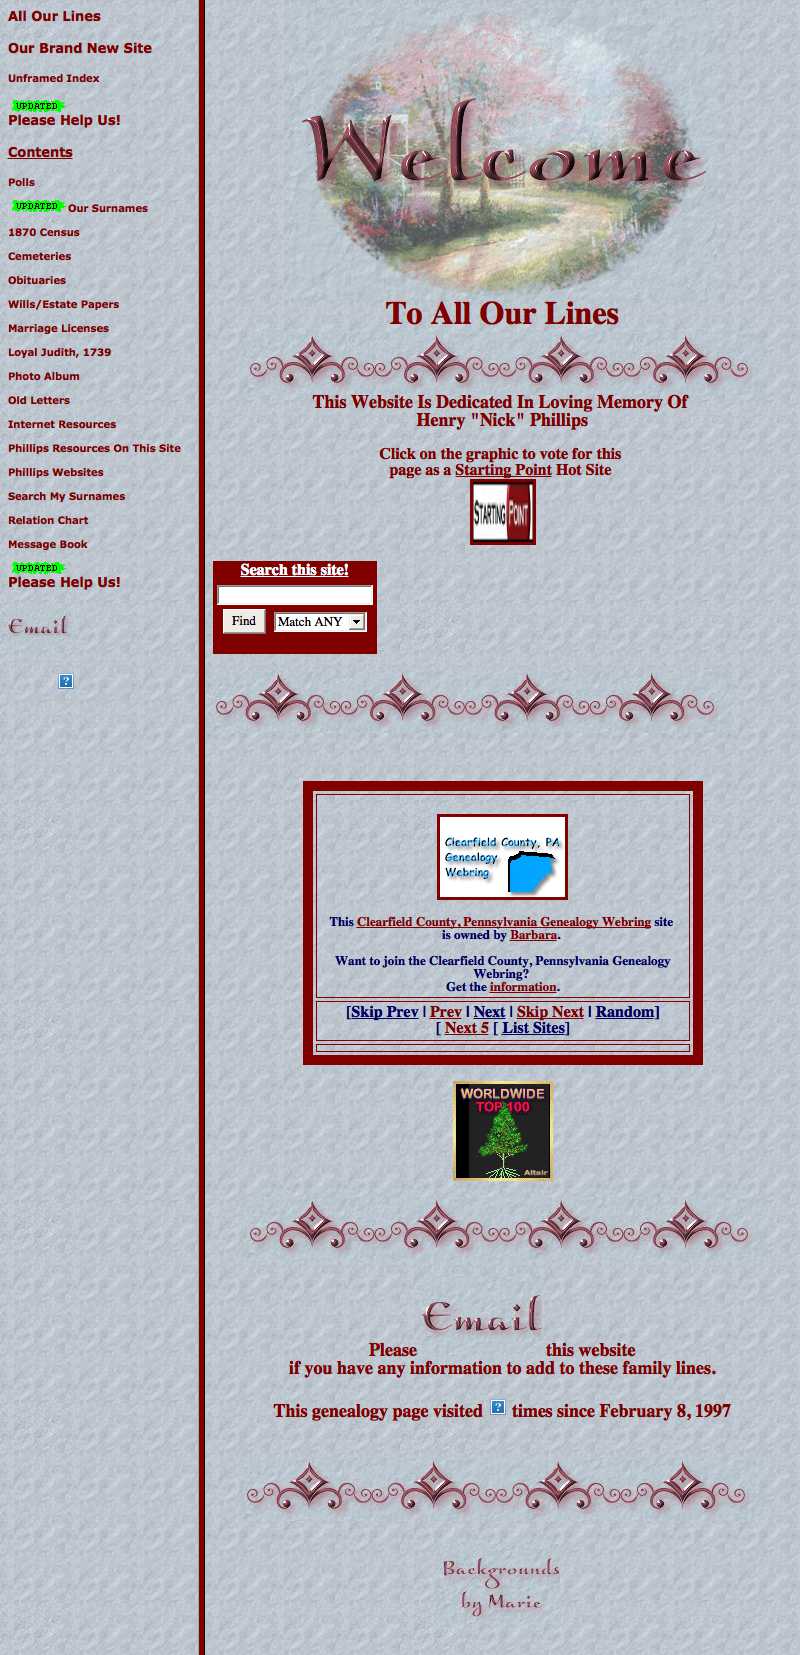 All Our Lines
Our Brand New Site
Unframed Index
UPDATED
Please Help Us!
Contents
Polls
UPDATED Our Surnames
1870 Census
Cemeteries
Obituaries
Wills/Estate Papers
Marriage Licenses
Loyal Judith, 1739
Photo Album
Old Letters
Internet Resources
Phillips Resources On This Site
Phillips Websites
Search My Surnames
Relation Chart
Message Book
UPDATED
Please Help Us!
Email
Welcome
To All Our Lines
This Website Is Dedicated In Loving Memory Of
Henry "Nick" Phillips
Click on the graphic to vote for this
page as a Starting Point Hot Site
STARTING POINT
Search this site!
Find Match ANY
Clearfield County, PA
Genealogy
Webring
This Clearfield County, Pennsylvania Genealogy Webring site
is owned by Barbara.
Want to join the Clearfield County, Pennsylvania Genealogy
Webring?
Get the information.
[Skip Prev | Prev | Next | Skip Next | Random]
[ Next 5 [ List Sites]
WORLDWIDE
TOP 100
Altair
Email
Please this website
if you have any information to add to these family lines.
This genealogy page visited ? times since February 8, 1997
Backgrounds
by Marie